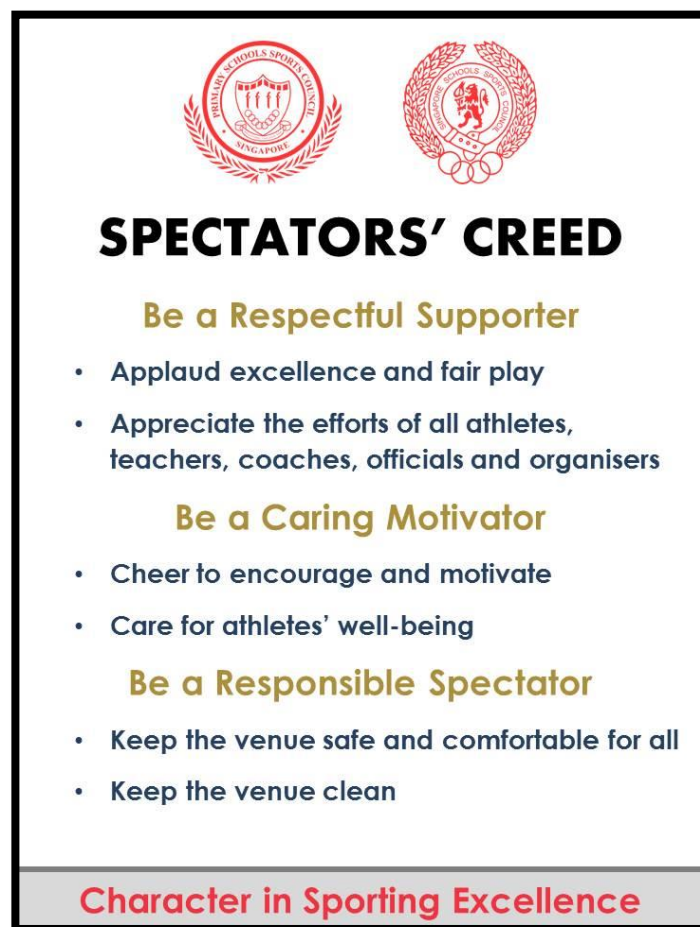 PRIMARY SCHOOLS SPORTS COUNCIL
• SINGAPORE •
SINGAPORE SCHOOLS SPORTS COUNCIL
SPECTATORS’ CREED
Be a Respectful Supporter
• Applaud excellence and fair play
• Appreciate the efforts of all athletes,
teachers, coaches, officials and organisers
Be a Caring Motivator
• Cheer to encourage and motivate
• Care for athletes’ well-being
Be a Responsible Spectator
• Keep the venue safe and comfortable for all
• Keep the venue clean
Character in Sporting Excellence